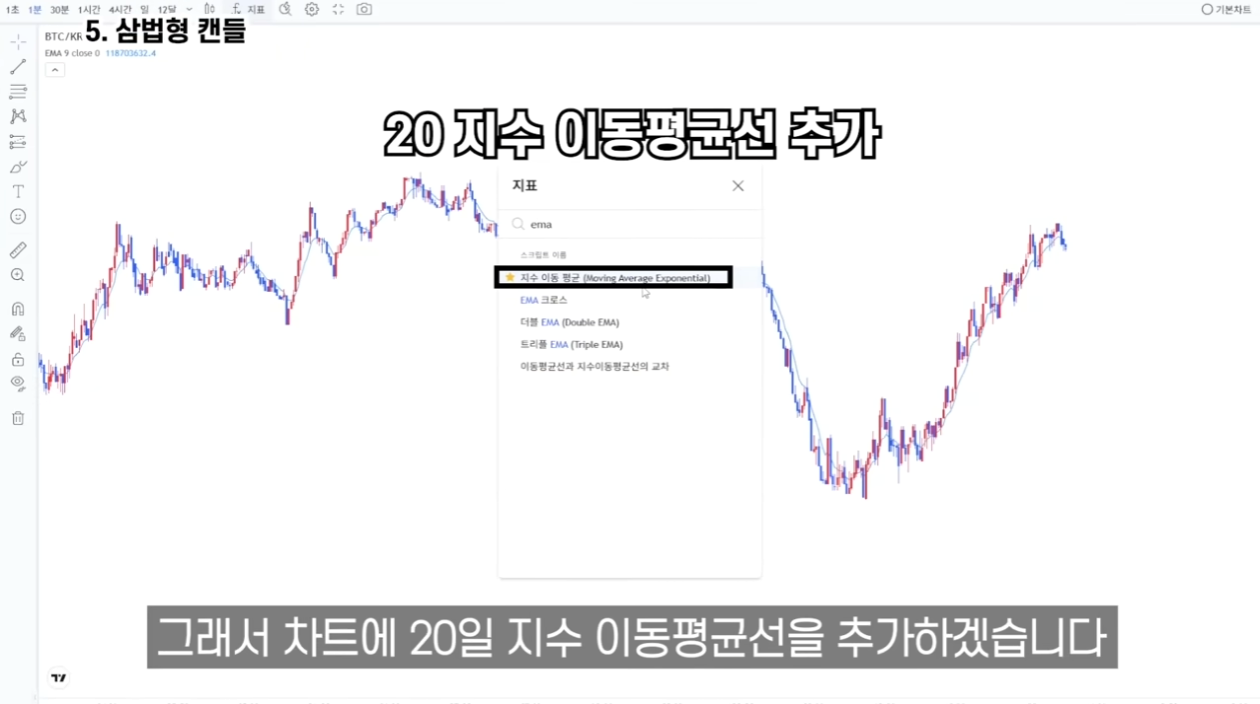 1초 1분 30분 1시간 4시간 일 12달 지표 기본차트
BTC/KR
5. 삼법형 캔들
EMA 9 close 0 118703632.4
20 지수 이동평균선 추가
지표
ema
스크립트 이름
지수 이동 평균 (Moving Average Exponential)
EMA 크로스
더블 EMA (Double EMA)
트리플 EMA (Triple EMA)
이동평균선과 지수이동평균선의 교차
그래서 차트에 20일 지수 이동평균선을 추가하겠습니다